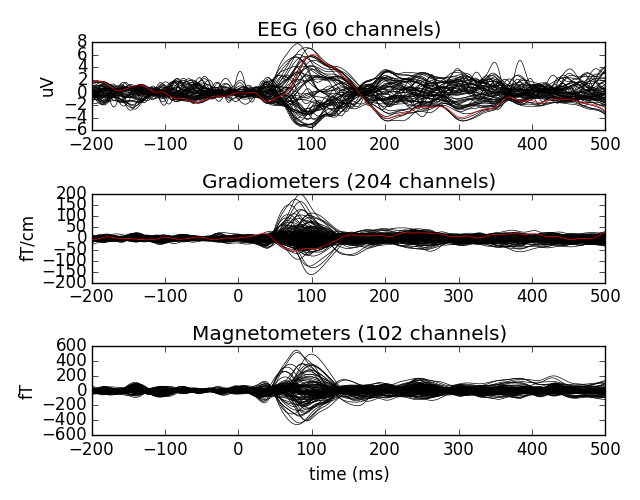 EEG (60 channels)
8
6
4
2
0
−2
−4
−6
uV
−200 −100 0 100 200 300 400 500
Gradiometers (204 channels)
200
150
100
50
0
−50
−100
−150
−200
fT/cm
−200 −100 0 100 200 300 400 500
Magnetometers (102 channels)
600
400
200
0
−200
−400
−600
fT
−200 −100 0 100 200 300 400 500
time (ms)